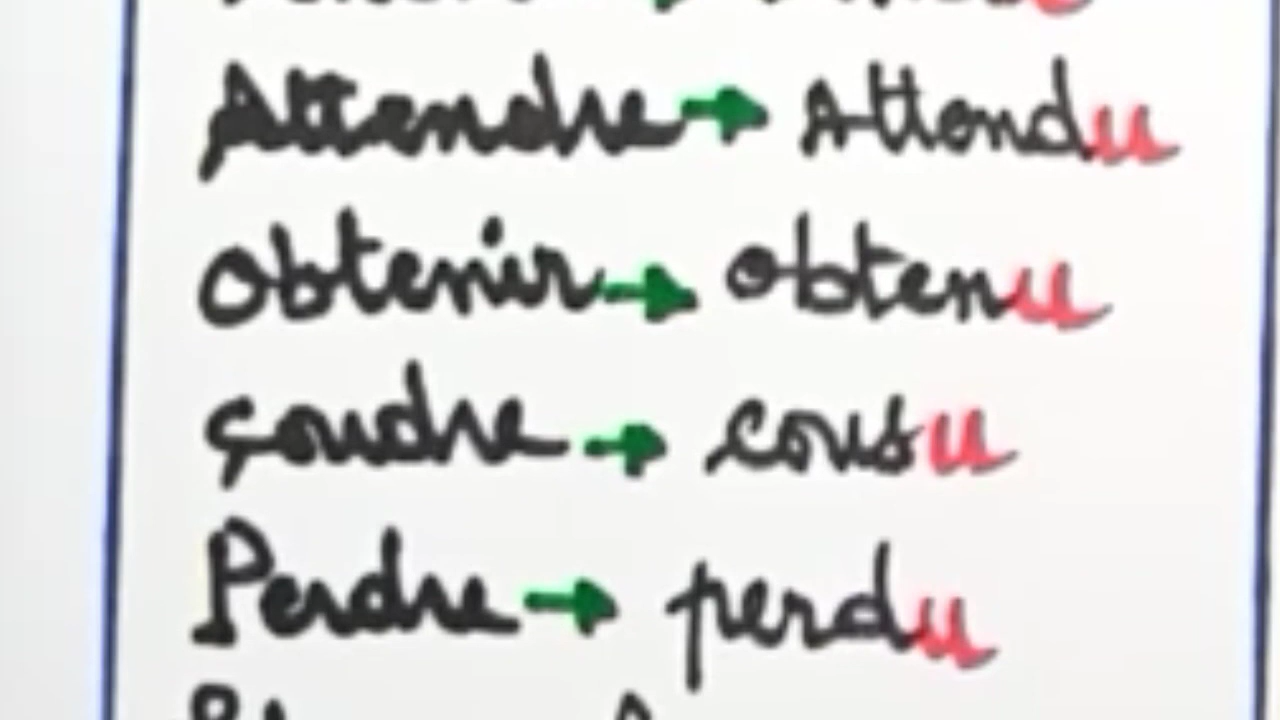 Attendre → Attendu
Obtenir → obtenu
Coudre → cousu
Perdre → perdu